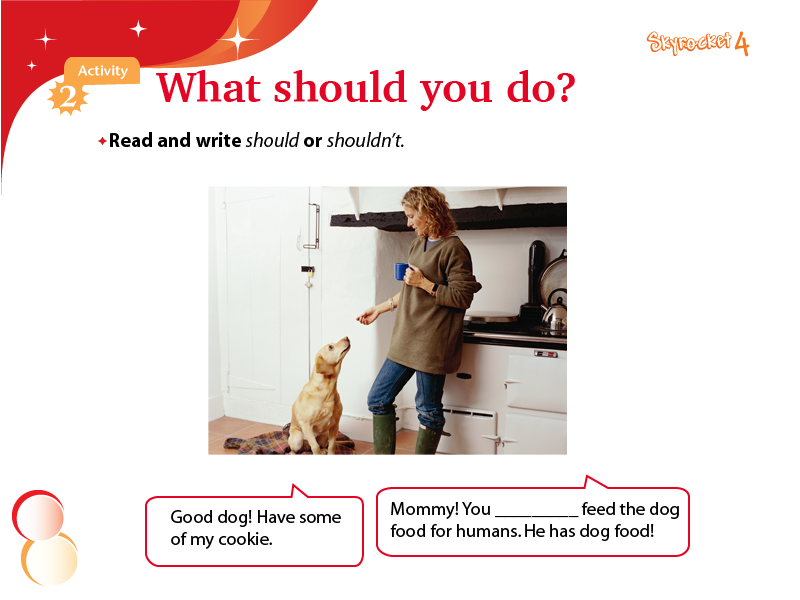 Skyrocket 4
Activity
2
What should you do?
Read and write should or shouldn't.
Good dog! Have some
of my cookie.
Mommy! You _________ feed the dog
food for humans. He has dog food!